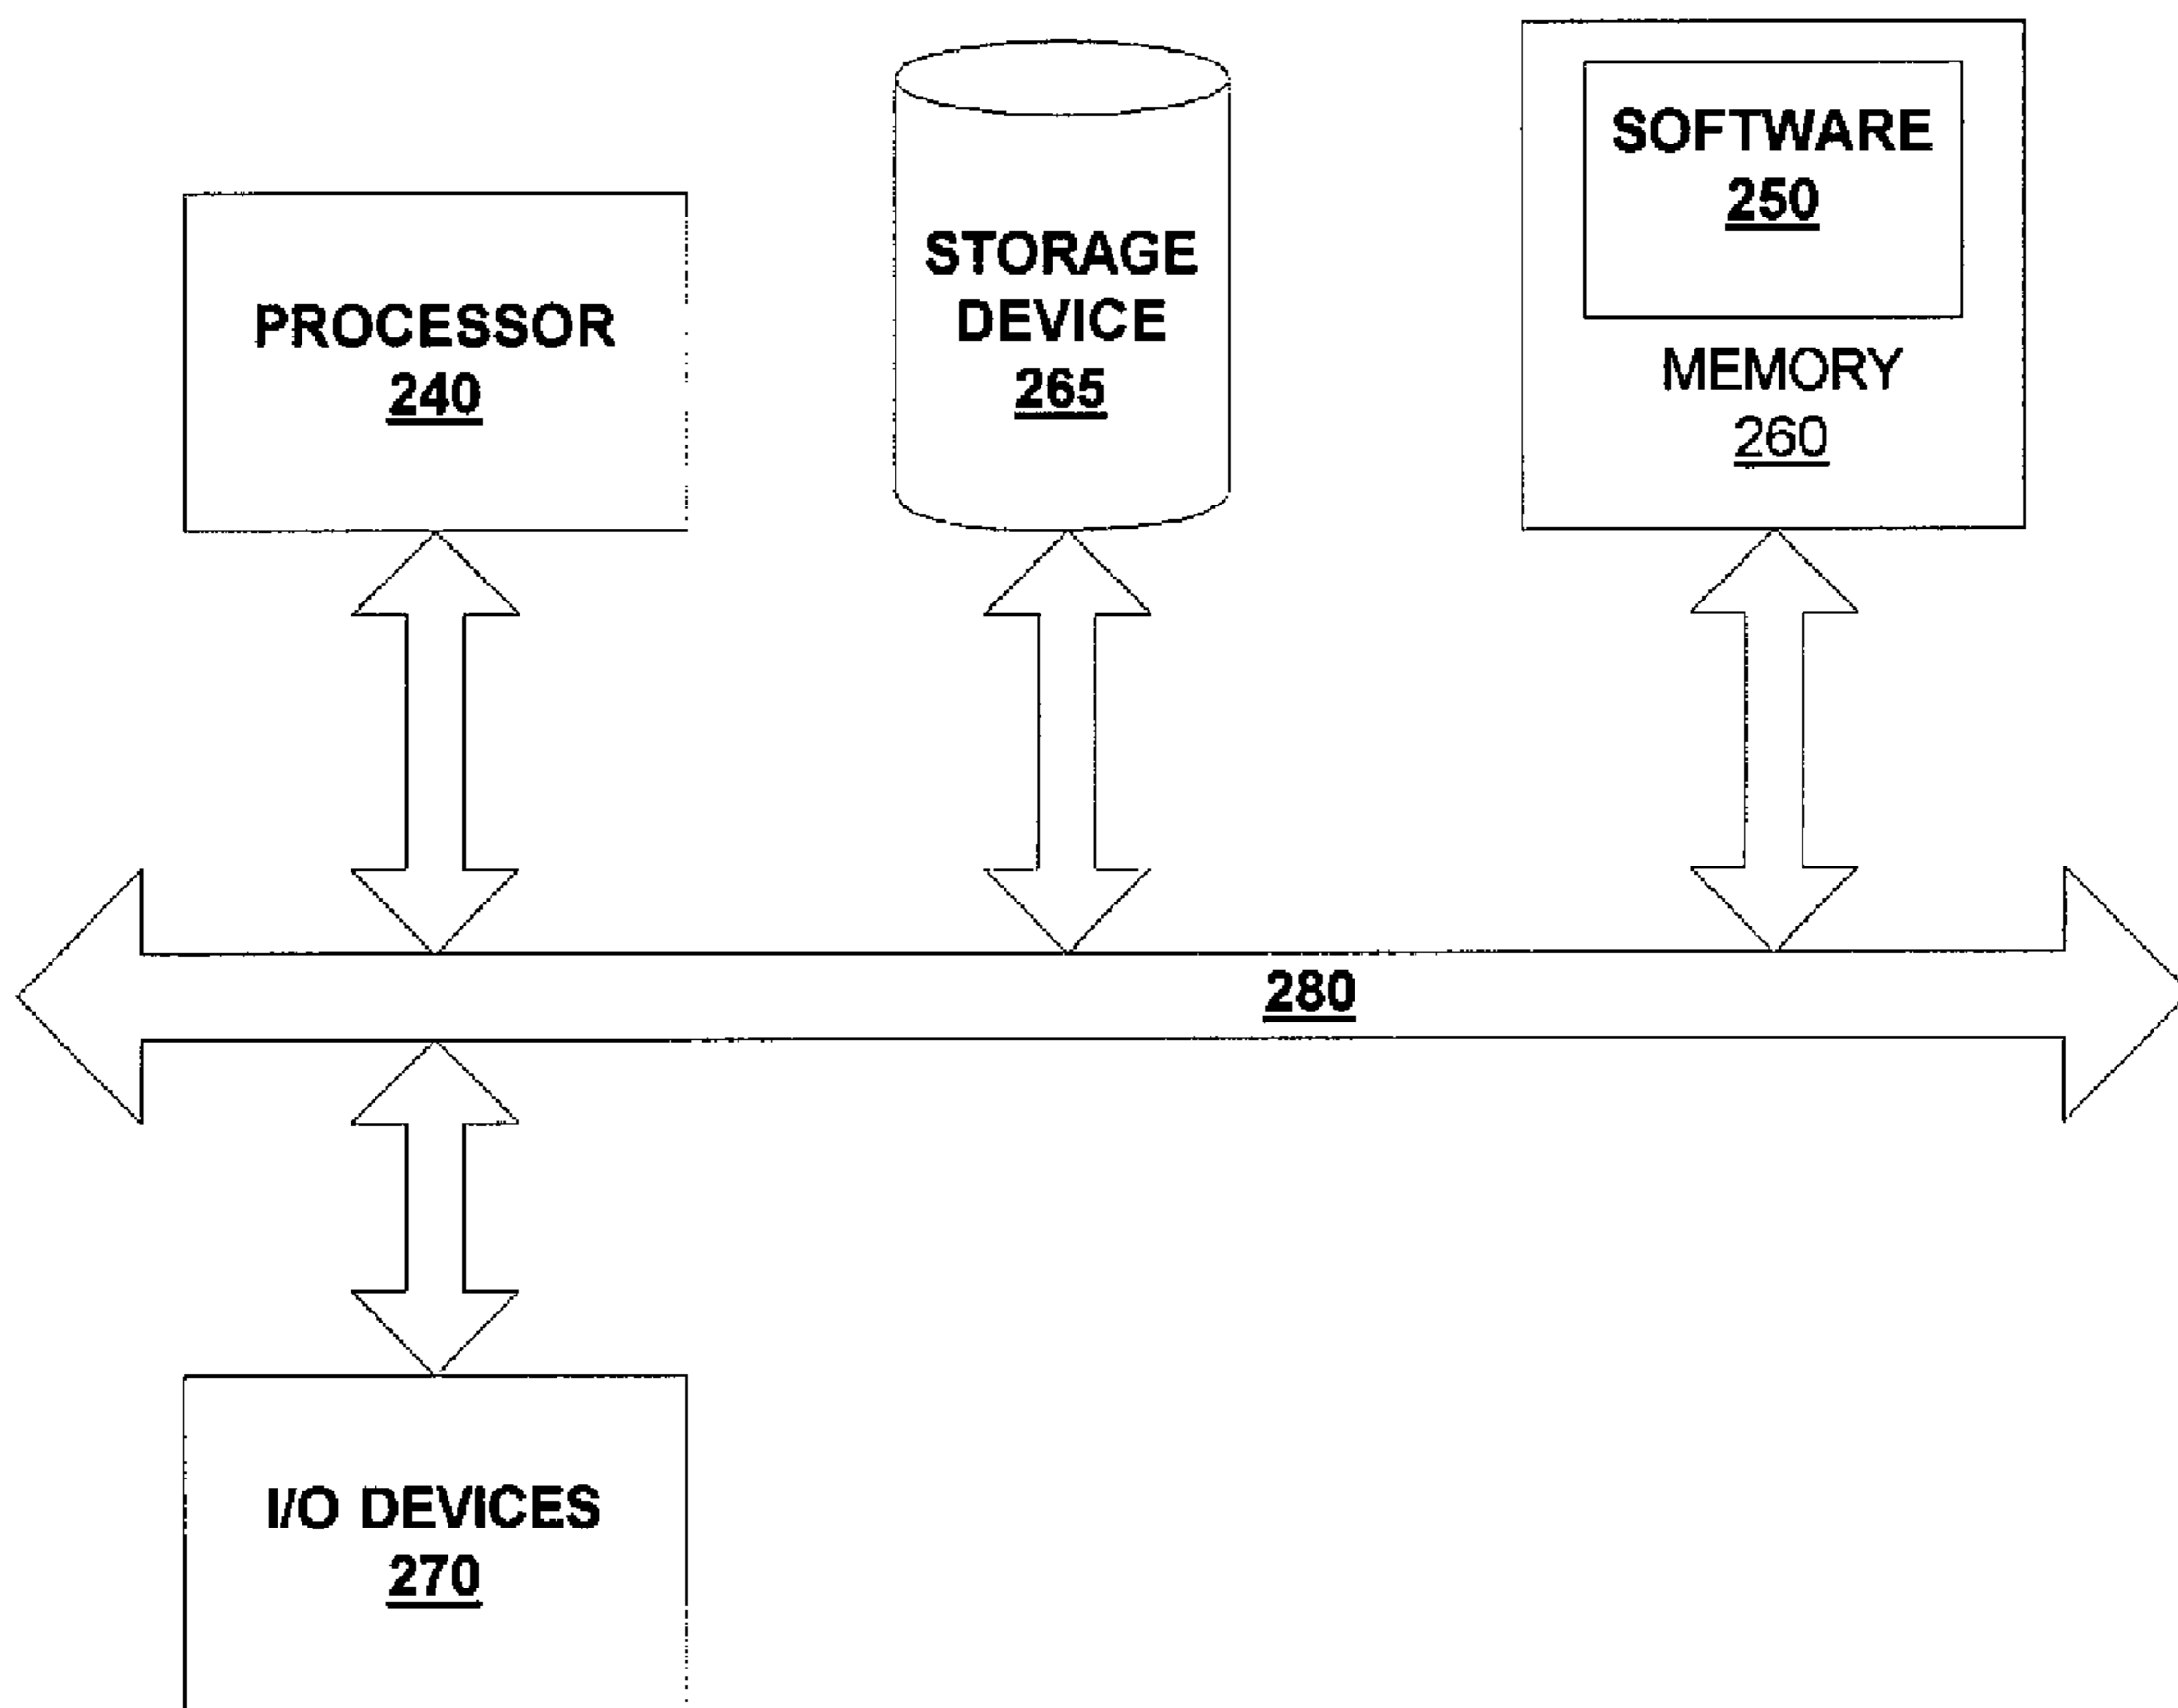 SOFTWARE
250
MEMORY
260
STORAGE
DEVICE
265
PROCESSOR
240
280
I/O DEVICES
270